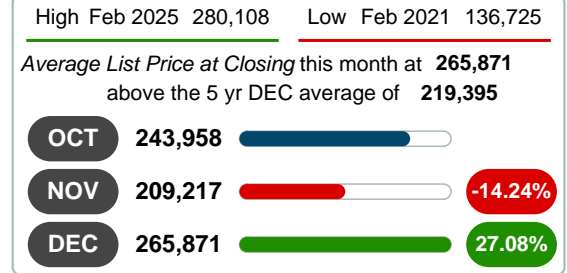 High Feb 2025 280,108 Low Feb 2021 136,725
Average List Price at Closing this month at 265,871
above the 5 yr DEC average of 219,395
OCT 243,958
NOV 209,217 -14.24%
DEC 265,871 27.08%